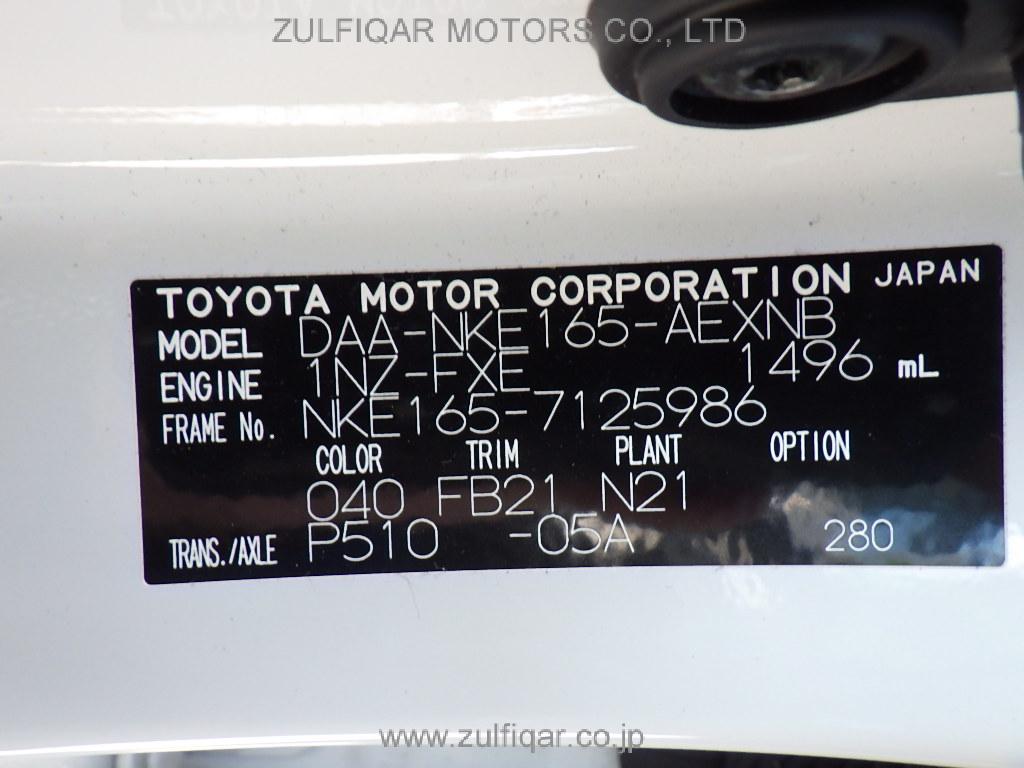 ZULFIQAR MOTORS CO., LTD
TOYOTA MOTOR CORPORATION JAPAN
MODEL DAA-NKE165-AEXNB
ENGINE 1NZ-FXE 1496 mL
FRAME No. NKE165-7125986
COLOR TRIM PLANT OPTION
040 FB21 N21
TRANS./AXLE P510 -05A 280
www.zulfiqar.co.jp